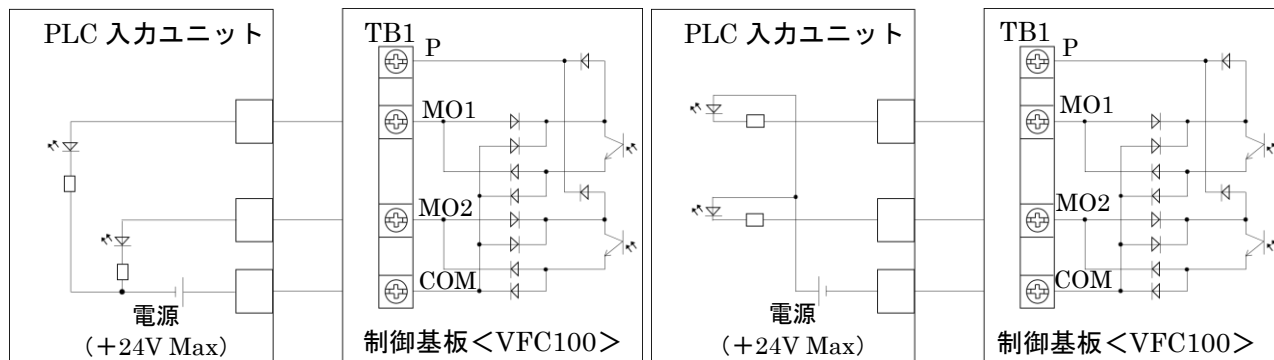 PLC 入力ユニット
TB1
P
MO1
MO2
COM
電源
(＋24V Max)
制御基板＜VFC100＞
PLC 入力ユニット
TB1
P
MO1
MO2
COM
電源
(＋24V Max)
制御基板＜VFC100＞